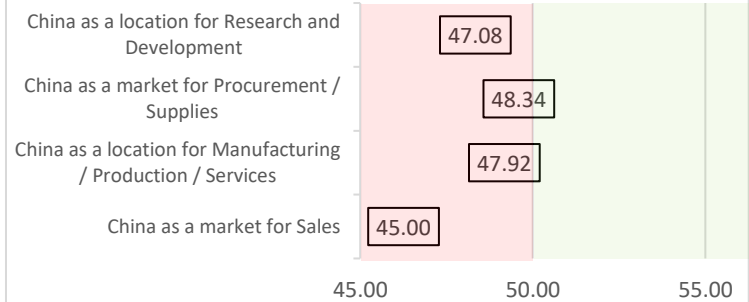 China as a location for Research and
Development
47.08
China as a market for Procurement /
Supplies
48.34
China as a location for Manufacturing
/ Production / Services
47.92
China as a market for Sales
45.00
45.00 50.00 55.00